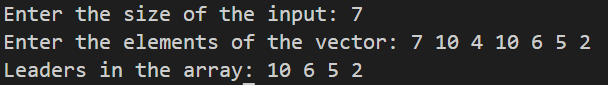 Enter the size of the input: 7
Enter the elements of the vector: 7 10 4 10 6 5 2
Leaders in the array: 10 6 5 2